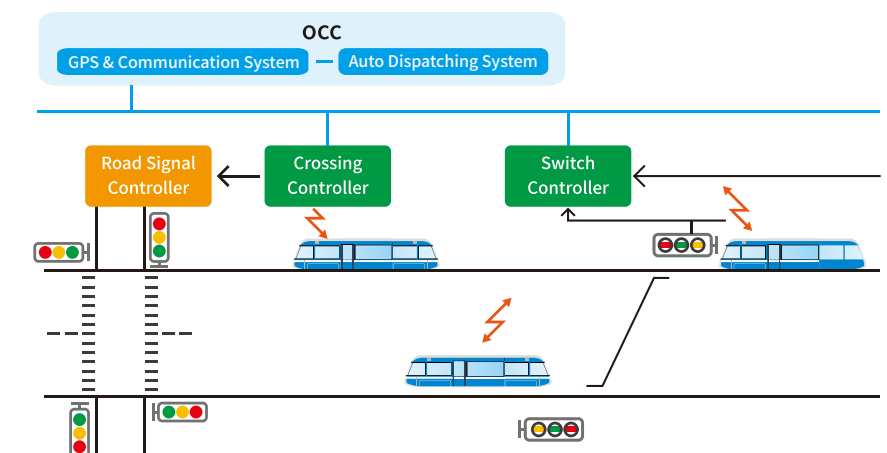 OCC
GPS & Communication System
Auto Dispatching System
Road Signal
Controller
Crossing
Controller
Switch
Controller